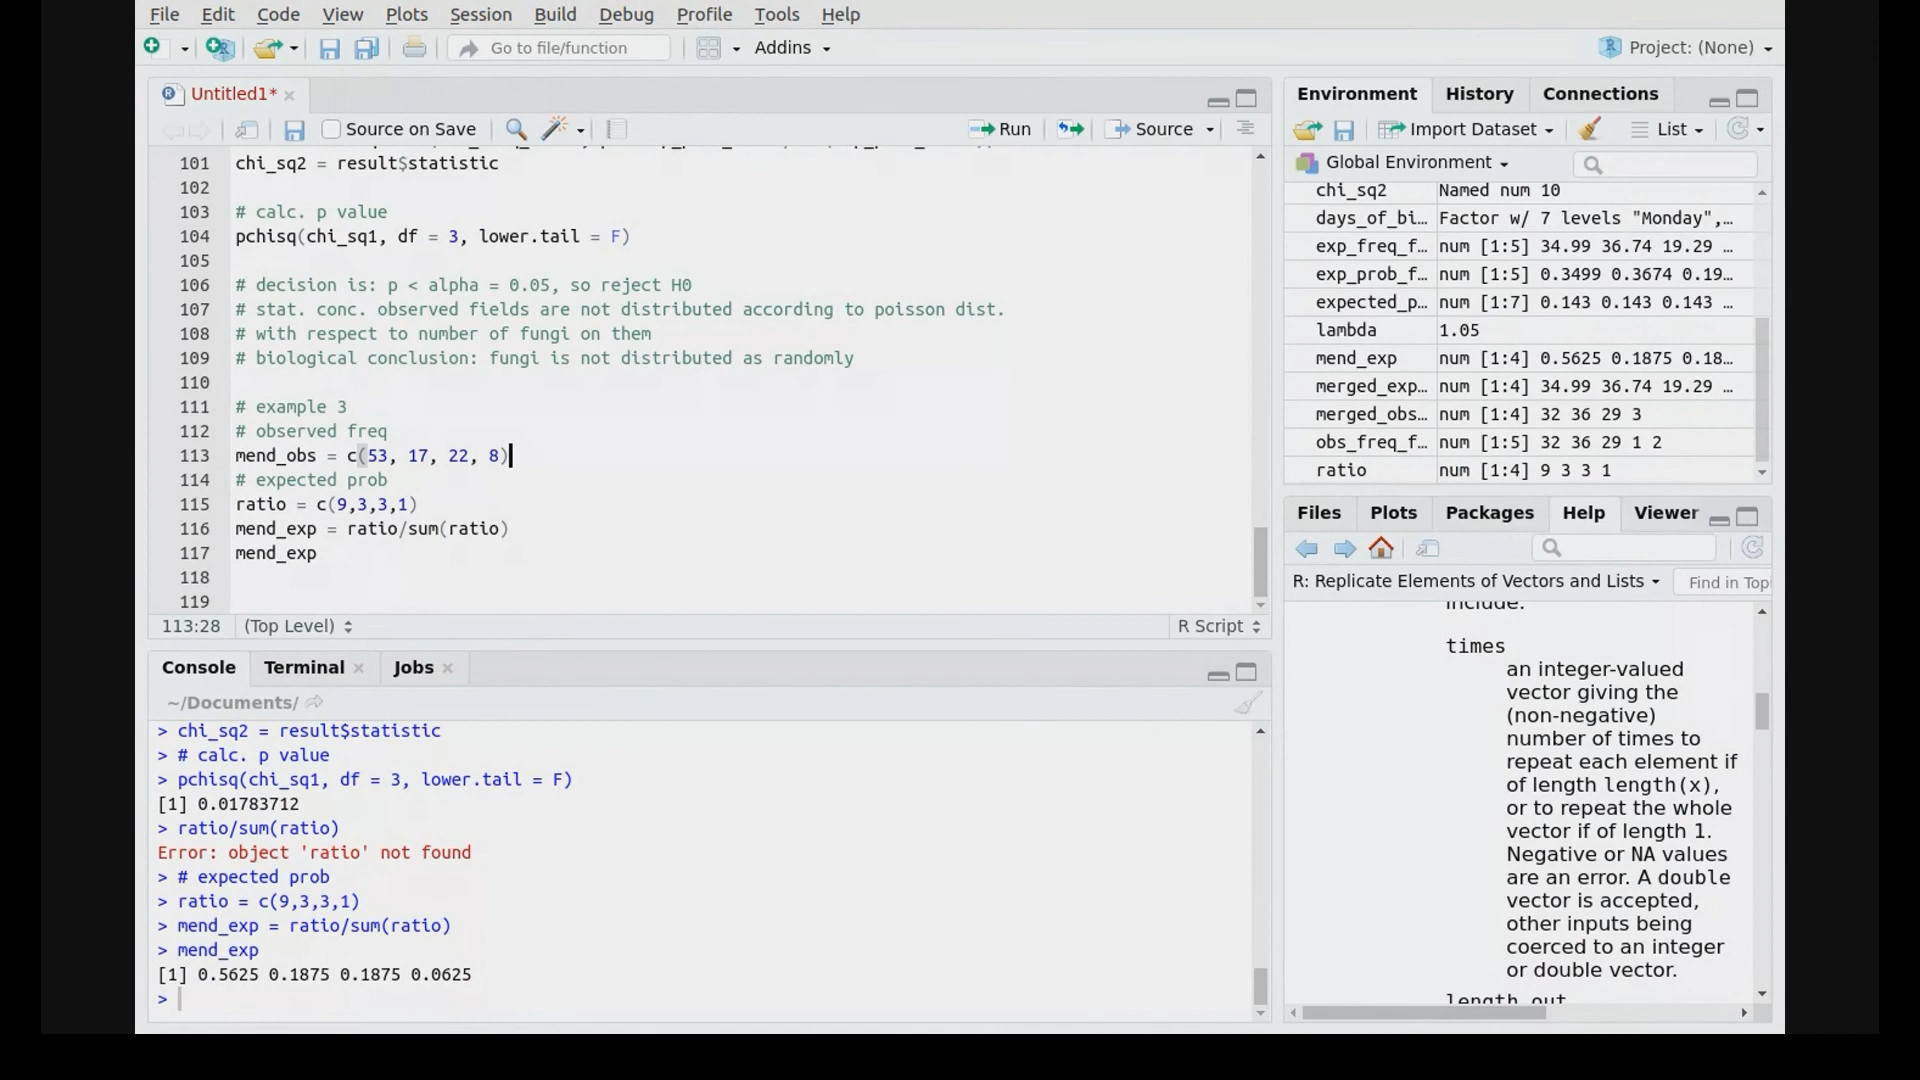 File Edit Code View Plots Session Build Debug Profile Tools Help
Go to file/function Addins Project: (None)
Untitled1*
Source on Save Run Source
101 chi_sq2 = result$statistic
102
103 # calc. p value
104 pchisq(chi_sq1, df = 3, lower.tail = F)
105
106 # decision is: p < alpha = 0.05, so reject H0
107 # stat. conc. observed fields are not distributed according to poisson dist.
108 # with respect to number of fungi on them
109 # biological conclusion: fungi is not distributed as randomly
110
111 # example 3
112 # observed freq
113 mend_obs = c(53, 17, 22, 8)
114 # expected prob
115 ratio = c(9,3,3,1)
116 mend_exp = ratio/sum(ratio)
117 mend_exp
118
119
113:28 (Top Level) R Script
Console Terminal Jobs
~/Documents/
> chi_sq2 = result$statistic
> # calc. p value
> pchisq(chi_sq1, df = 3, lower.tail = F)
[1] 0.01783712
> ratio/sum(ratio)
Error: object 'ratio' not found
> # expected prob
> ratio = c(9,3,3,1)
> mend_exp = ratio/sum(ratio)
> mend_exp
[1] 0.5625 0.1875 0.1875 0.0625
>
Environment History Connections
Import Dataset List
Global Environment
chi_sq2 Named num 10
days_of_bi… Factor w/ 7 levels "Monday",…
exp_freq_f… num [1:5] 34.99 36.74 19.29 …
exp_prob_f… num [1:5] 0.3499 0.3674 0.19…
expected_p… num [1:7] 0.143 0.143 0.143 …
lambda 1.05
mend_exp num [1:4] 0.5625 0.1875 0.18…
merged_exp… num [1:4] 34.99 36.74 19.29 …
merged_obs… num [1:4] 32 36 29 3
obs_freq_f… num [1:5] 32 36 29 1 2
ratio num [1:4] 9 3 3 1
Files Plots Packages Help Viewer
R: Replicate Elements of Vectors and Lists Find in Top
include:
times
an integer-valued
vector giving the
(non-negative)
number of times to
repeat each element if
of length length(x),
or to repeat the whole
vector if of length 1.
Negative or NA values
are an error. A double
vector is accepted,
other inputs being
coerced to an integer
or double vector.
length.out